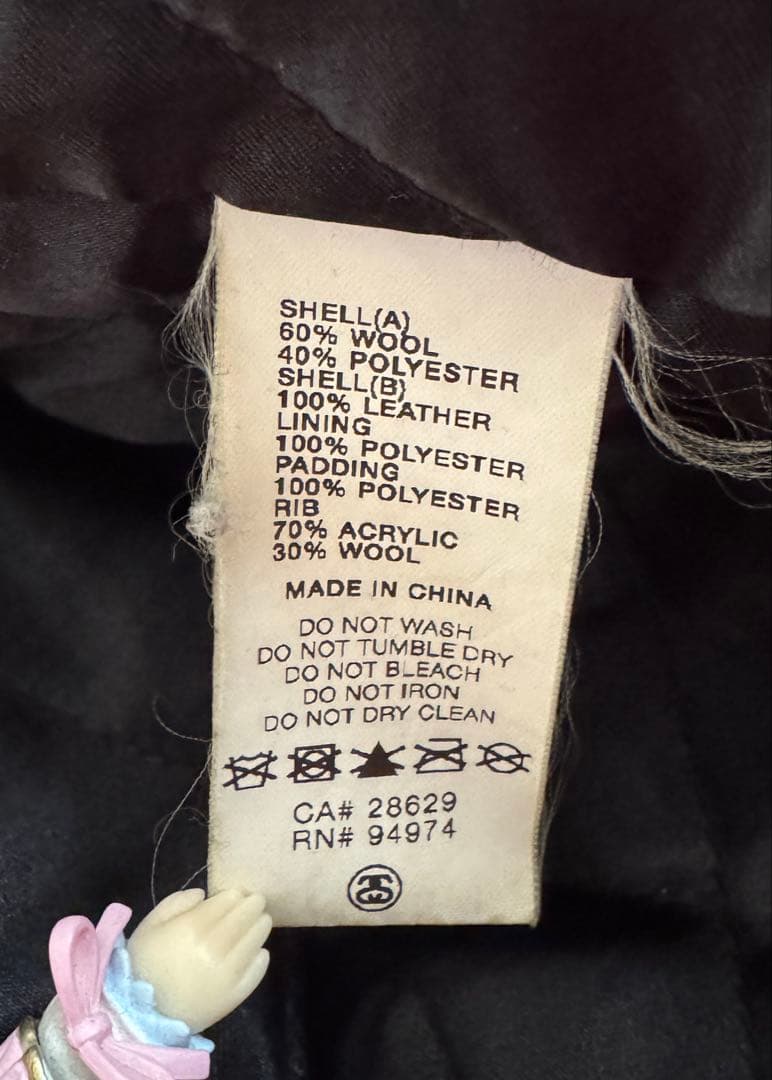 SHELL(A)
60% WOOL
40% POLYESTER
SHELL(B)
100% LEATHER
LINING
100% POLYESTER
PADDING
100% POLYESTER
RIB
70% ACRYLIC
30% WOOL
MADE IN CHINA
DO NOT WASH
DO NOT TUMBLE DRY
DO NOT BLEACH
DO NOT IRON
DO NOT DRY CLEAN
CA# 28629
RN# 94974